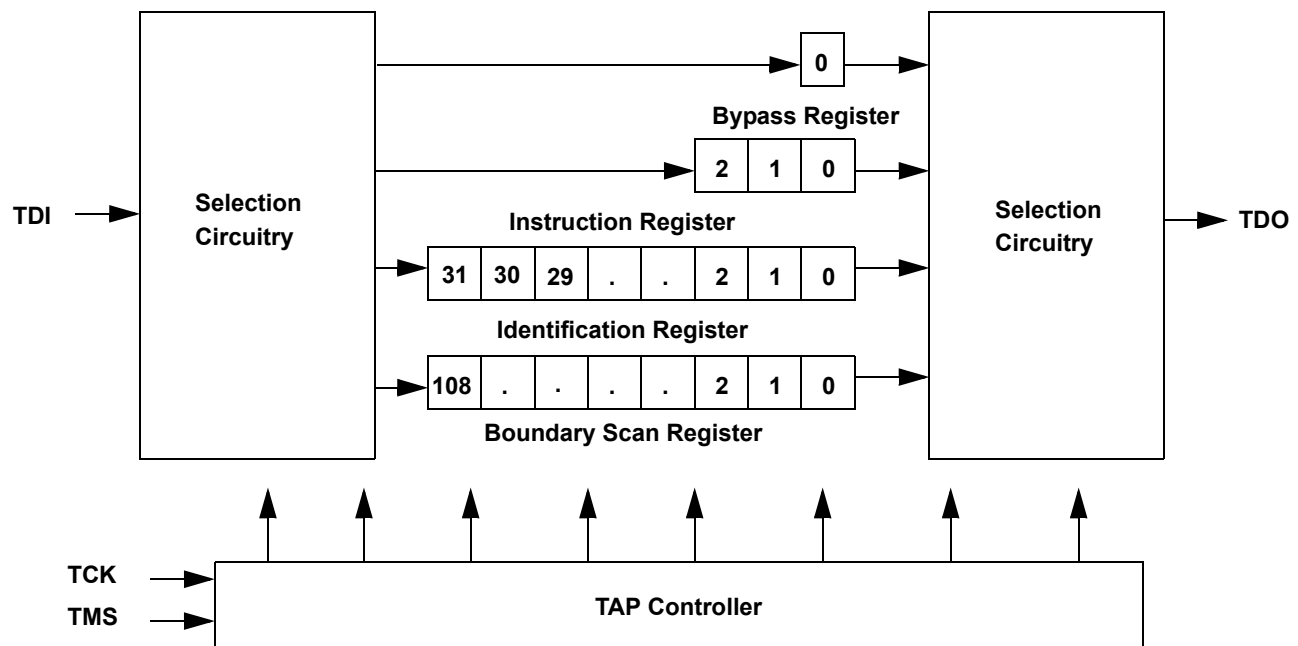 0
Bypass Register
2 1 0
TDI
Selection
Circuitry
Instruction Register
31 30 29 . . 2 1 0
Identification Register
108 . . . . 2 1 0
Boundary Scan Register
Selection
Circuitry
TDO
TCK
TMS
TAP Controller